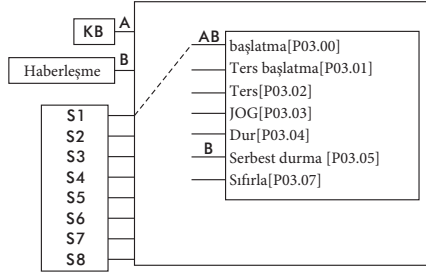 KB
A
Haberleşme
B
S1
S2
S3
S4
S5
S6
S7
S8
AB
başlatma[P03.00]
Ters başlatma[P03.01]
Ters[P03.02]
JOG[P03.03]
Dur[P03.04]
B
Serbest durma [P03.05]
Sıfırla[P03.07]